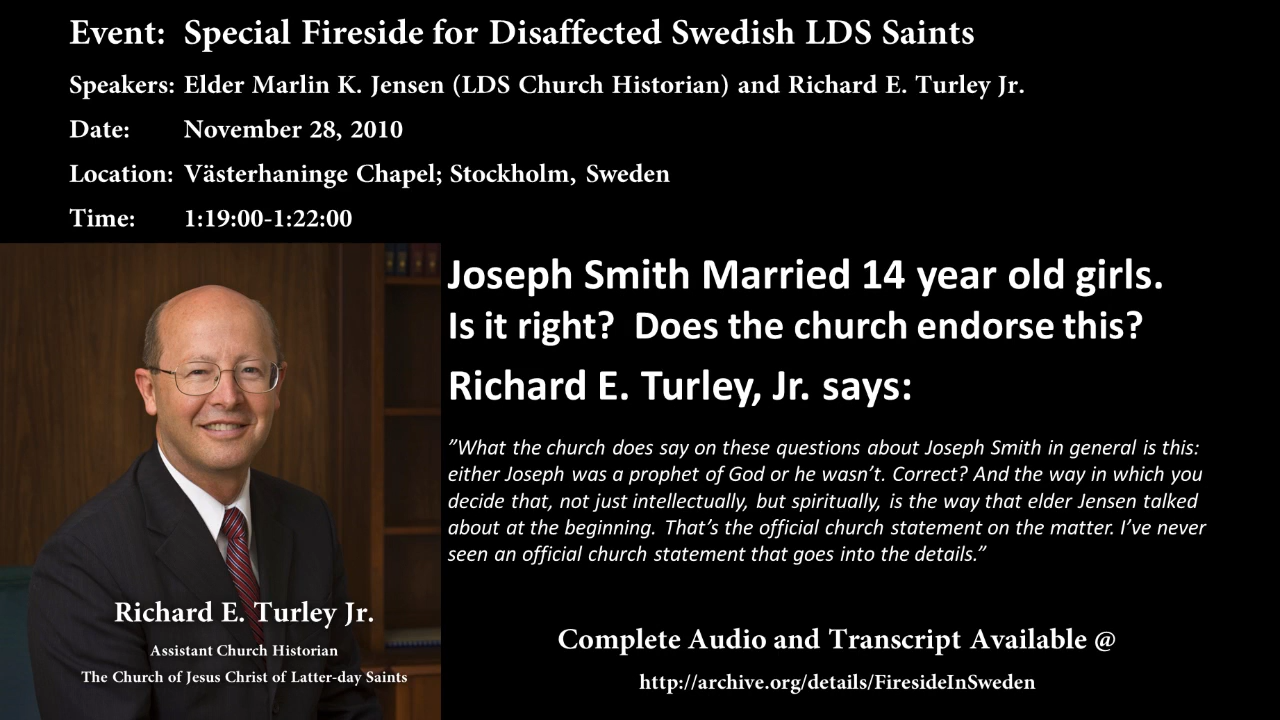 Event: Special Fireside for Disaffected Swedish LDS Saints
Speakers: Elder Marlin K. Jensen (LDS Church Historian) and Richard E. Turley Jr.
Date: November 28, 2010
Location: Västerhaninge Chapel; Stockholm, Sweden
Time: 1:19:00-1:22:00
Joseph Smith Married 14 year old girls.
Is it right? Does the church endorse this?
Richard E. Turley, Jr. says:
”What the church does say on these questions about Joseph Smith in general is this:
either Joseph was a prophet of God or he wasn’t. Correct? And the way in which you
decide that, not just intellectually, but spiritually, is the way that elder Jensen talked
about at the beginning. That’s the official church statement on the matter. I’ve never
seen an official church statement that goes into the details.”
Richard E. Turley Jr.
Assistant Church Historian
The Church of Jesus Christ of Latter-day Saints
Complete Audio and Transcript Available @
http://archive.org/details/FiresideInSweden